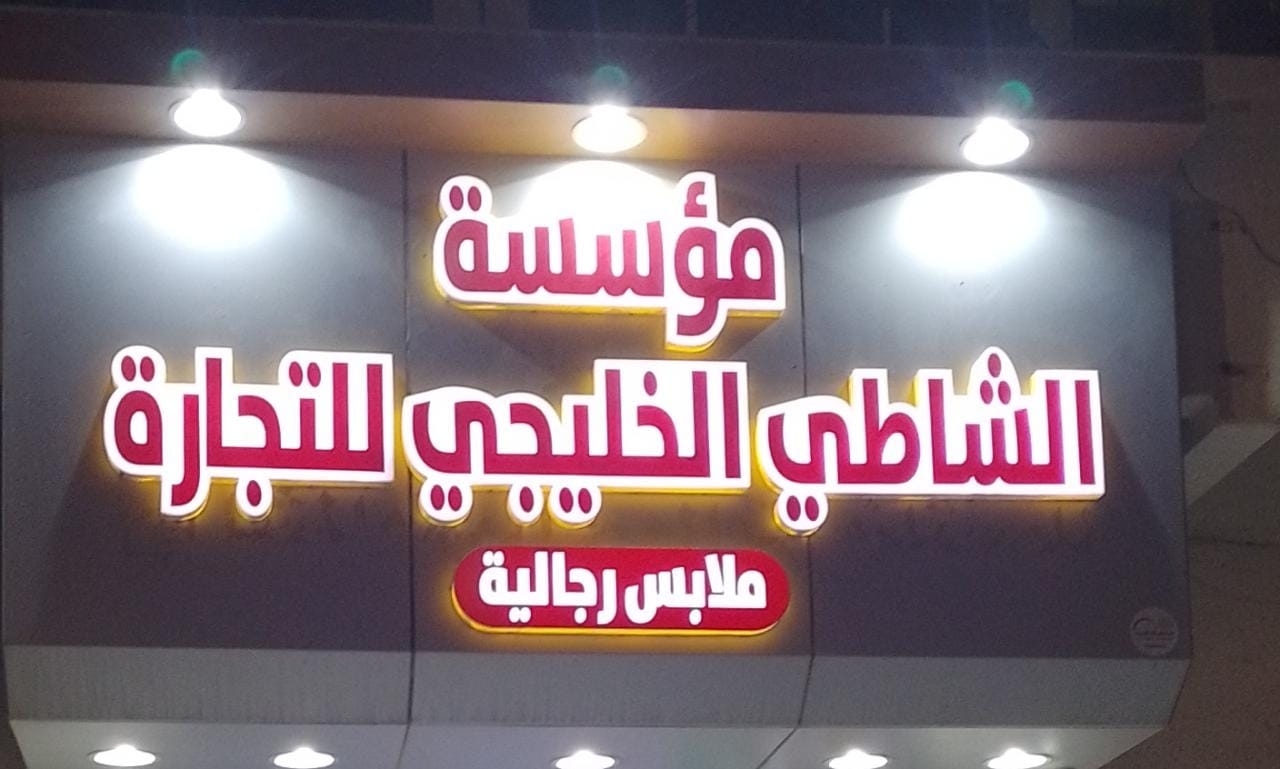 مؤسسة
الشاطي الخليجي للتجارة
ملابس رجالية